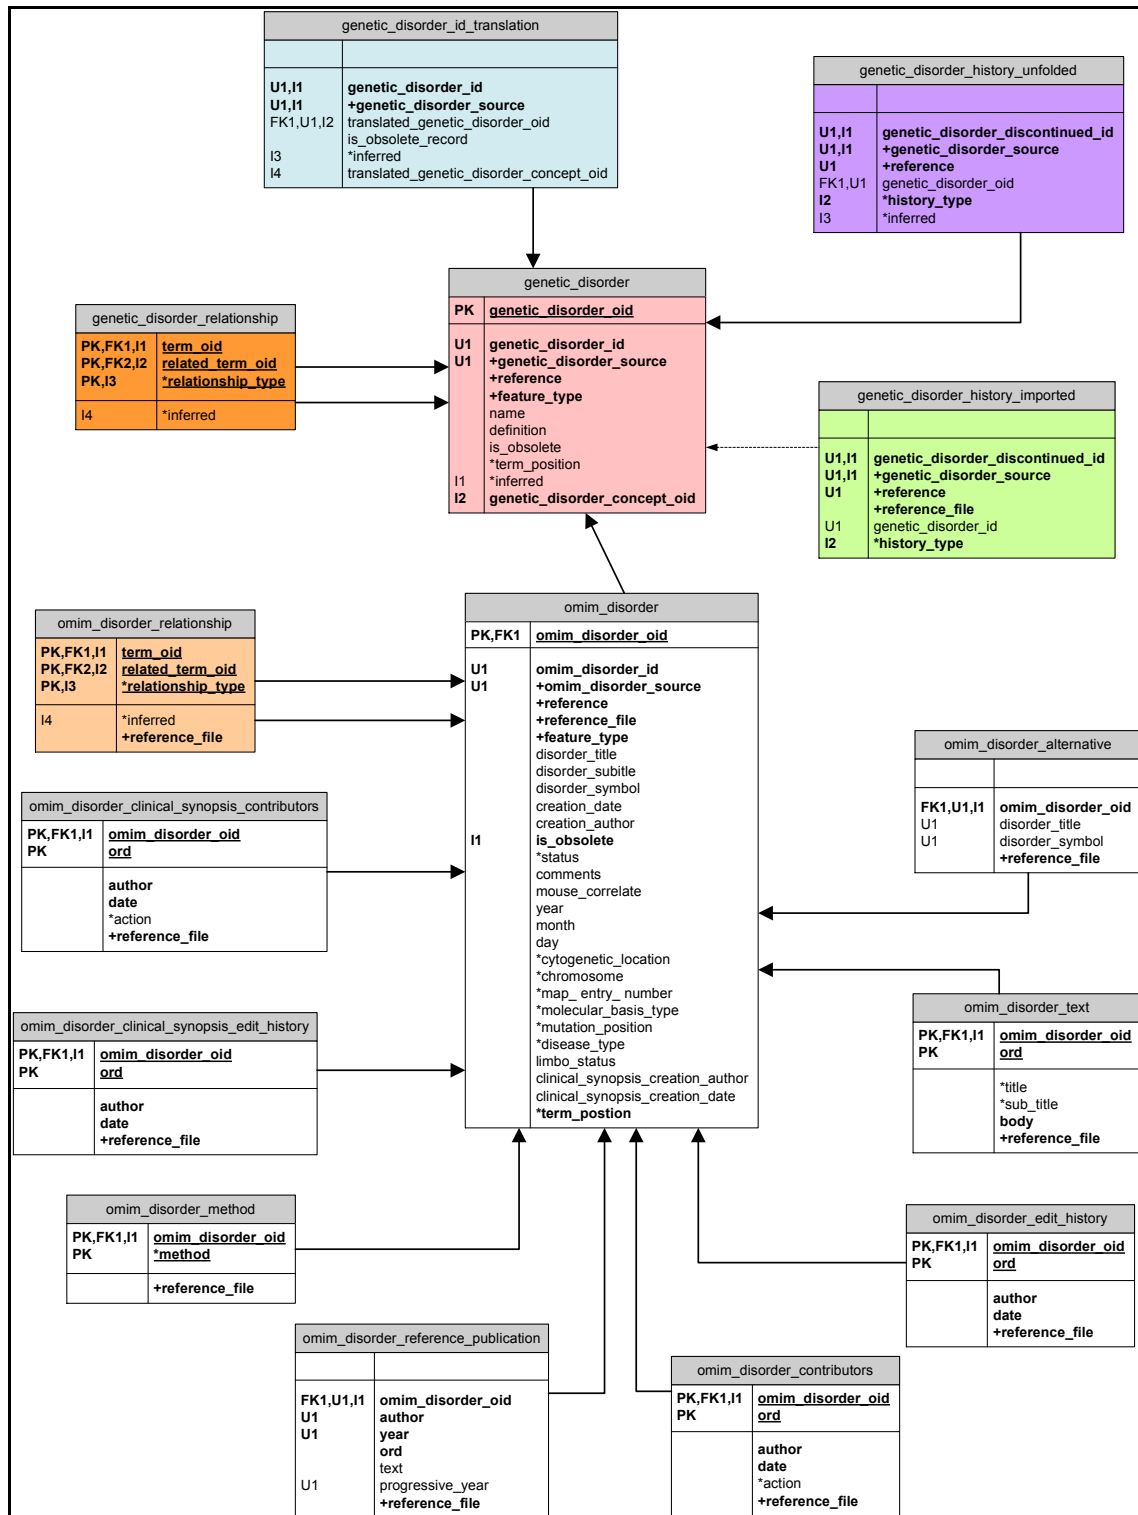 genetic_disorder_id_translation
U1,I1 genetic_disorder_id
U1,I1 +genetic_disorder_source
FK1,U1,I2 translated_genetic_disorder_oid
is_obsolete_record
I3 *inferred
I4 translated_genetic_disorder_concept_oid
genetic_disorder_history_unfolded
U1,I1 genetic_disorder_discontinued_id
U1,I1 +genetic_disorder_source
U1 +reference
FK1,U1 genetic_disorder_oid
I2 *history_type
I3 *inferred
genetic_disorder
PK genetic_disorder_oid
U1 genetic_disorder_id
U1 +genetic_disorder_source
+reference
+feature_type
name
definition
is_obsolete
*term_position
I1 *inferred
I2 genetic_disorder_concept_oid
genetic_disorder_relationship
PK,FK1,I1 term_oid
PK,FK2,I2 related_term_oid
PK,I3 *relationship_type
I4 *inferred
genetic_disorder_history_imported
U1,I1 genetic_disorder_discontinued_id
U1,I1 +genetic_disorder_source
U1 +reference
+reference_file
U1 genetic_disorder_id
I2 *history_type
omim_disorder
PK,FK1 omim_disorder_oid
U1 omim_disorder_id
U1 +omim_disorder_source
+reference
+reference_file
+feature_type
disorder_title
disorder_subitle
disorder_symbol
creation_date
creation_author
I1 is_obsolete
*status
comments
mouse_correlate
year
month
day
*cytogenetic_location
*chromosome
*map_ entry_ number
*molecular_basis_type
*mutation_position
*disease_type
limbo_status
clinical_synopsis_creation_author
clinical_synopsis_creation_date
*term_postion
omim_disorder_relationship
PK,FK1,I1 term_oid
PK,FK2,I2 related_term_oid
PK,I3 *relationship_type
I4 *inferred
+reference_file
omim_disorder_alternative
FK1,U1,I1 omim_disorder_oid
U1 disorder_title
U1 disorder_symbol
+reference_file
omim_disorder_clinical_synopsis_contributors
PK,FK1,I1 omim_disorder_oid
PK ord
author
date
*action
+reference_file
omim_disorder_text
PK,FK1,I1 omim_disorder_oid
PK ord
*title
*sub_title
body
+reference_file
omim_disorder_clinical_synopsis_edit_history
PK,FK1,I1 omim_disorder_oid
PK ord
author
date
+reference_file
omim_disorder_method
PK,FK1,I1 omim_disorder_oid
PK *method
+reference_file
omim_disorder_edit_history
PK,FK1,I1 omim_disorder_oid
PK ord
author
date
+reference_file
omim_disorder_reference_publication
FK1,U1,I1 omim_disorder_oid
U1 author
U1 year
ord
text
U1 progressive_year
+reference_file
omim_disorder_contributors
PK,FK1,I1 omim_disorder_oid
PK ord
author
date
*action
+reference_file